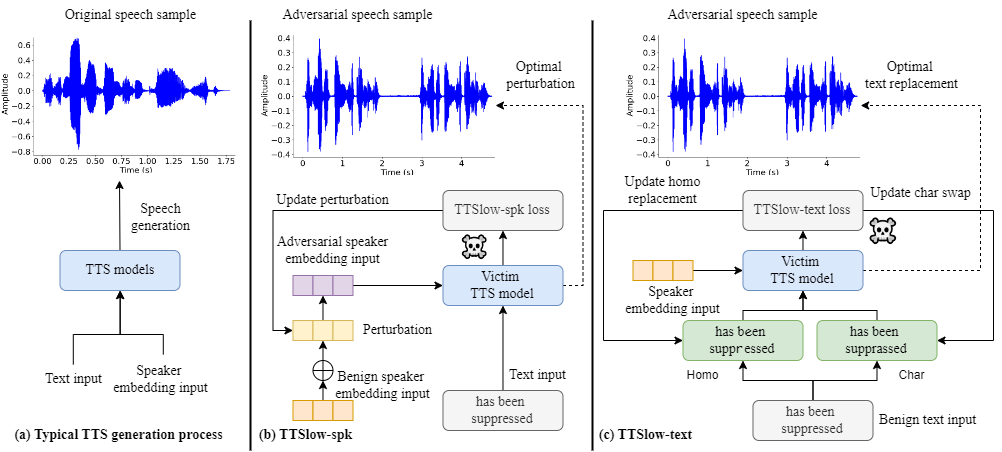 Original speech sample
0.6
0.4
0.2
0.0
−0.2
−0.4
−0.6
−0.8
Amplitude
0.00 0.25 0.50 0.75 1.00 1.25 1.50 1.75
Time (s)
Speech
generation
TTS models
Text input
Speaker
embedding input
(a) Typical TTS generation process
Adversarial speech sample
0.4
0.3
0.2
0.1
0.0
−0.1
−0.2
−0.3
−0.4
Amplitude
0 1 2 3 4
Time (s)
Optimal
perturbation
Update perturbation
TTSlow-spk loss
Adversarial speaker
embedding input
Victim
TTS model
Perturbation
Benign speaker
embedding input
Text input
has been
suppressed
(b) TTSlow-spk
Adversarial speech sample
0.4
0.3
0.2
0.1
0.0
−0.1
−0.2
−0.3
−0.4
Amplitude
0 1 2 3 4
Time (s)
Optimal
text replacement
Update homo
replacement
TTSlow-text loss
Update char swap
Victim
TTS model
Speaker
embedding input
has been
suppressed
has been
supprassed
Homo
Char
has been
suppressed
Benign text input
(c) TTSlow-text